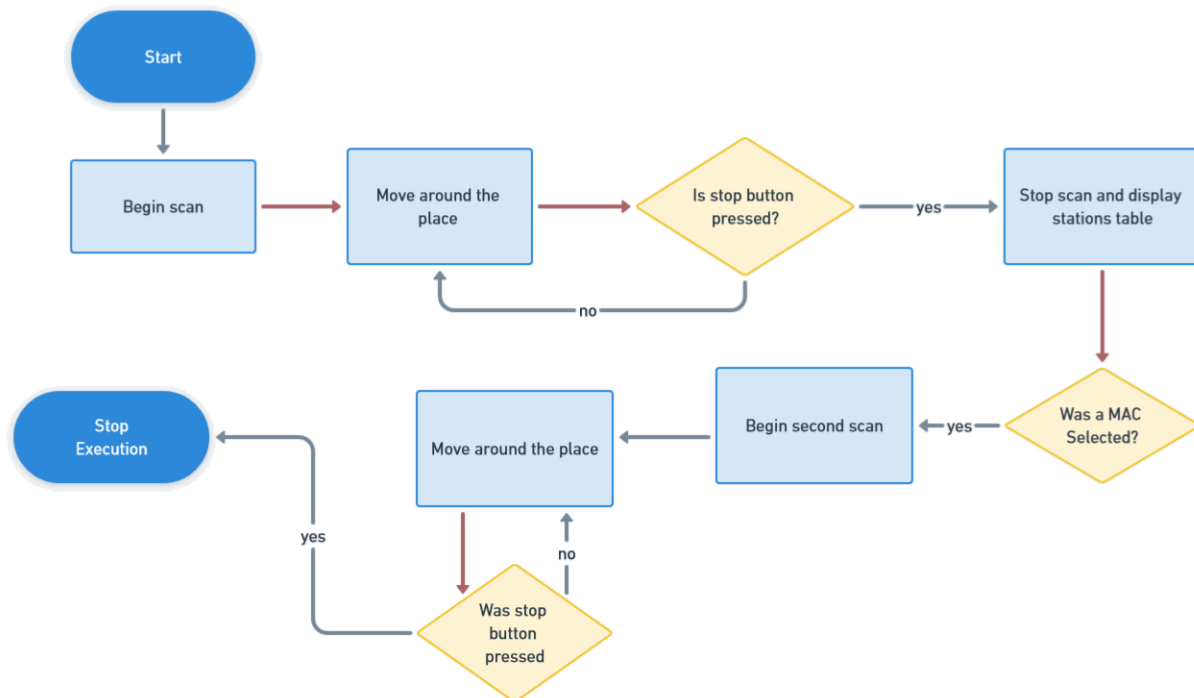 Start
Begin scan
Move around the
place
Is stop button
pressed?
yes
Stop scan and display
stations table
no
Was a MAC
Selected?
yes
Begin second scan
Move around the place
Stop
Execution
yes
no
Was stop
button
pressed